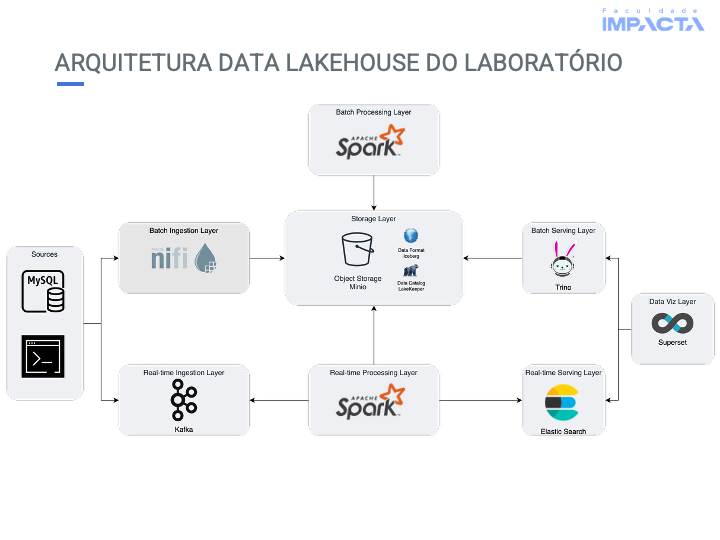 Faculdade
IMPACTA
ARQUITETURA DATA LAKEHOUSE DO LABORATÓRIO
Batch Processing Layer
APACHE
Spark
Storage Layer
Object Storage
Minio
Data Format
Iceberg
Data Catalog
LakeKeeper
Batch Ingestion Layer
nifi
Batch Serving Layer
Trino
Sources
MySQL
>_
Data Viz Layer
Superset
Real-time Ingestion Layer
Kafka
Real-time Processing Layer
APACHE
Spark
Real-time Serving Layer
Elastic Search